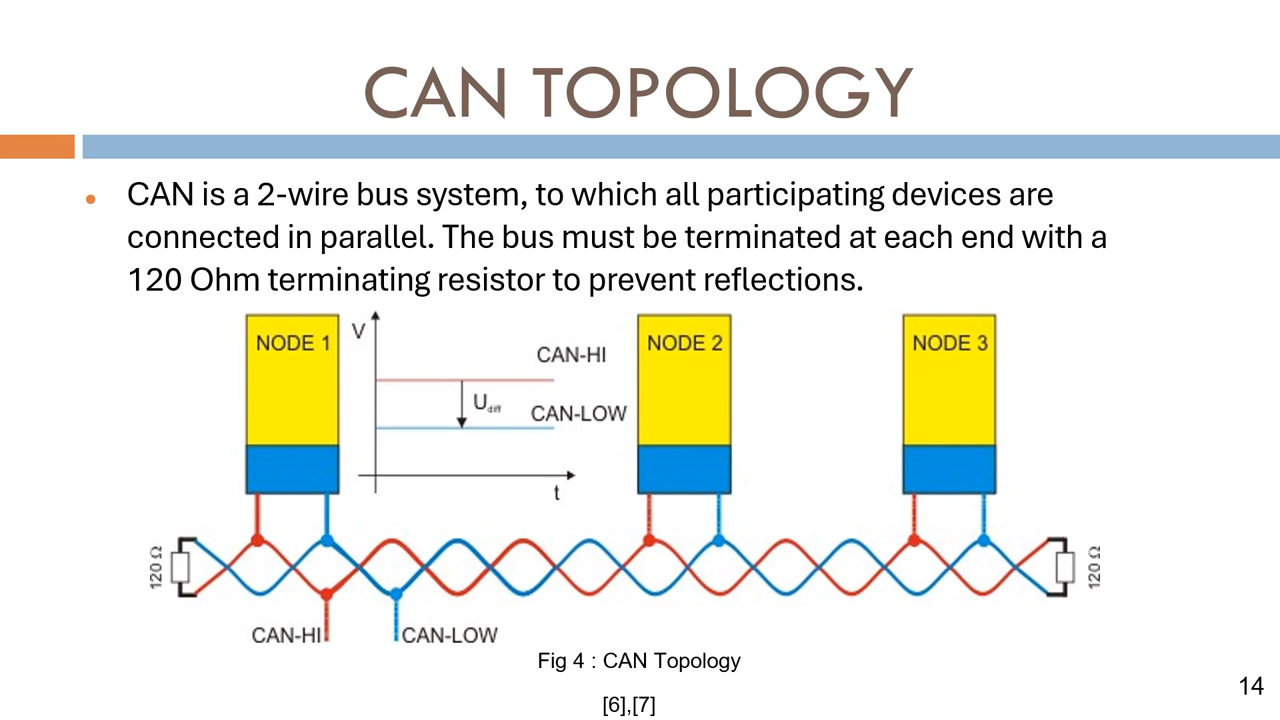 CAN TOPOLOGY
• CAN is a 2-wire bus system, to which all participating devices are
connected in parallel. The bus must be terminated at each end with a
120 Ohm terminating resistor to prevent reflections.
NODE 1
V
CAN-HI
Udiff
CAN-LOW
t
NODE 2
NODE 3
120 Ω
120 Ω
CAN-HI
CAN-LOW
Fig 4 : CAN Topology
14
[6],[7]